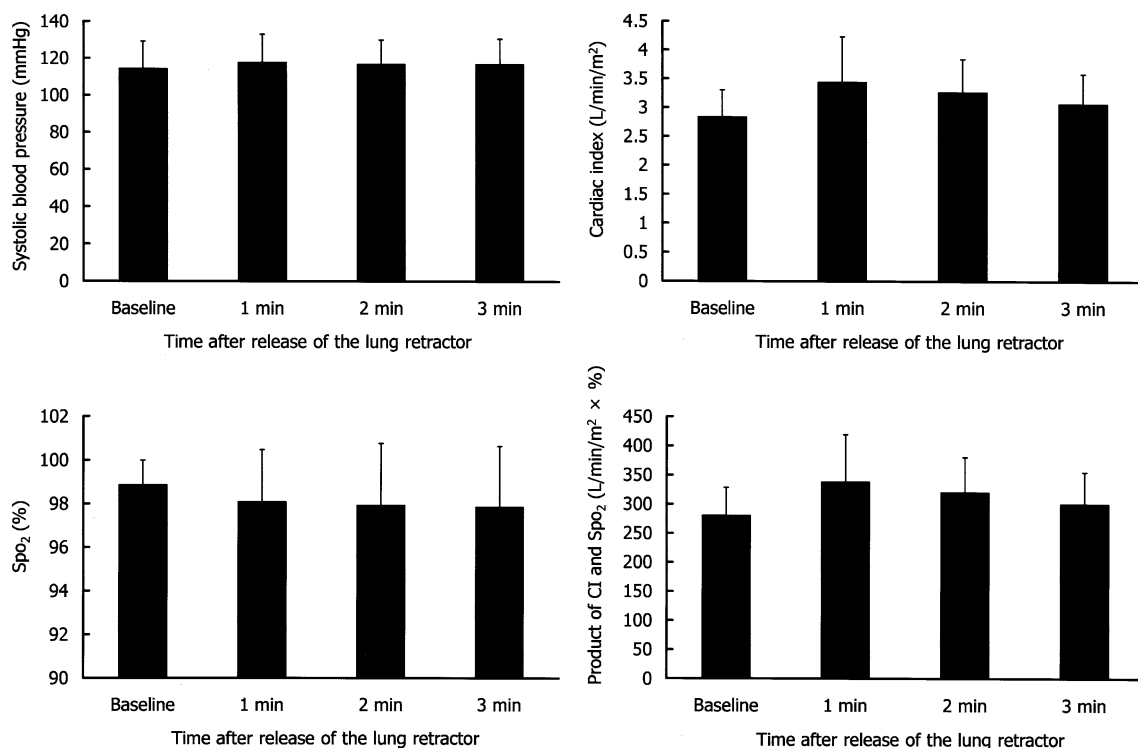 Systolic blood pressure (mmHg)
140
120
100
80
60
40
20
0
Baseline 1 min 2 min 3 min
Time after release of the lung retractor
Cardiac index (L/min/m²)
4.5
4
3.5
3
2.5
2
1.5
1
0.5
0
Baseline 1 min 2 min 3 min
Time after release of the lung retractor
Spo₂ (%)
102
100
98
96
94
92
90
Baseline 1 min 2 min 3 min
Time after release of the lung retractor
Product of CI and Spo₂ (L/min/m² × %)
450
400
350
300
250
200
150
100
50
0
Baseline 1 min 2 min 3 min
Time after release of the lung retractor